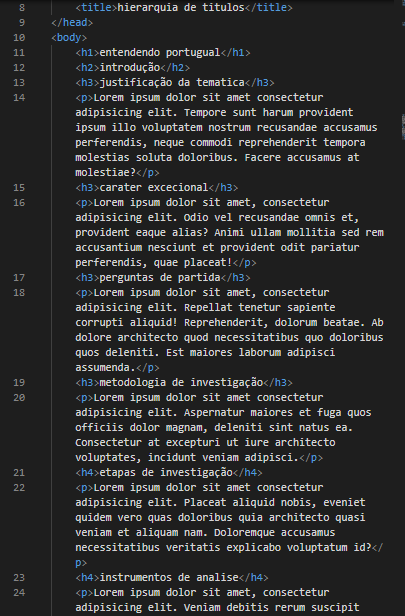 8 <title>hierarquia de titulos</title>
9 </head>
10 <body>
11 <h1>entendendo portugual</h1>
12 <h2>introdução</h2>
13 <h3>justificação da tematica</h3>
14 <p>Lorem ipsum dolor sit amet consectetur
adipisicing elit. Tempore sunt harum provident
ipsum illo voluptatem nostrum recusandae accusamus
perferendis, neque commodi reprehenderit tempora
molestias soluta doloribus. Facere accusamus at
molestiae?</p>
15 <h3>carater excecional</h3>
16 <p>Lorem ipsum dolor sit amet, consectetur
adipisicing elit. Odio vel recusandae omnis et,
provident eaque alias? Animi ullam mollitia sed rem
accusantium nesciunt et provident odit pariatur
perferendis, quae placeat!</p>
17 <h3>perguntas de partida</h3>
18 <p>Lorem ipsum dolor sit amet, consectetur
adipisicing elit. Repellat tenetur sapiente
corrupti aliquid! Reprehenderit, dolorum beatae. Ab
dolore architecto quod necessitatibus quo doloribus
quos deleniti. Est maiores laborum adipisci
assumenda.</p>
19 <h3>metodologia de investigação</h3>
20 <p>Lorem ipsum dolor sit amet consectetur
adipisicing elit. Aspernatur maiores et fuga quos
officiis dolor magnam, deleniti sint natus ea.
Consectetur at excepturi ut iure architecto
voluptates, incidunt veniam adipisci.</p>
21 <h4>etapas de investigação</h4>
22 <p>Lorem ipsum dolor sit amet consectetur
adipisicing elit. Placeat aliquid nobis, eveniet
quidem vero quas doloribus quia architecto quasi
veniam et aliquam nam. Doloremque accusamus
necessitatibus veritatis explicabo voluptatum id?</
p>
23 <h4>instrumentos de analise</h4>
24 <p>Lorem ipsum dolor sit amet, consectetur
adipisicing elit. Veniam debitis rerum suscipit